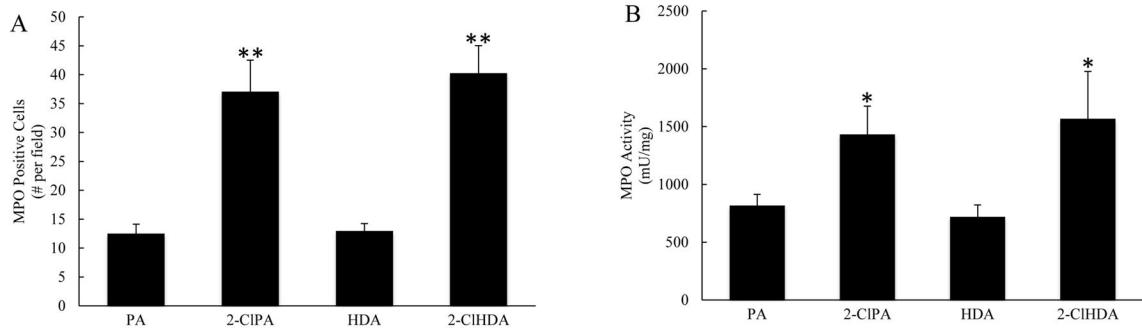 A
MPO Positive Cells
(# per field)
50
45
40
35
30
25
20
15
10
5
0
**
**
PA
2-ClPA
HDA
2-ClHDA
B
MPO Activity
(mU/mg)
2500
2000
1500
1000
500
0
*
*
PA
2-ClPA
HDA
2-ClHDA